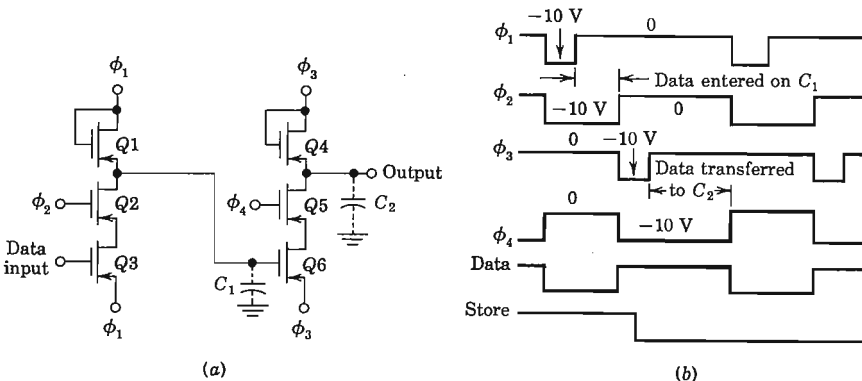 ϕ1
Q1
ϕ2
Q2
Data
input
Q3
ϕ1
C1
ϕ3
Q4
Output
ϕ4
Q5
C2
Q6
ϕ3
(a)
ϕ1
−10 V
0
Data entered on C1
ϕ2
−10 V
0
ϕ3
0
−10 V
Data transferred
to C2
ϕ4
0
−10 V
Data
Store
(b)